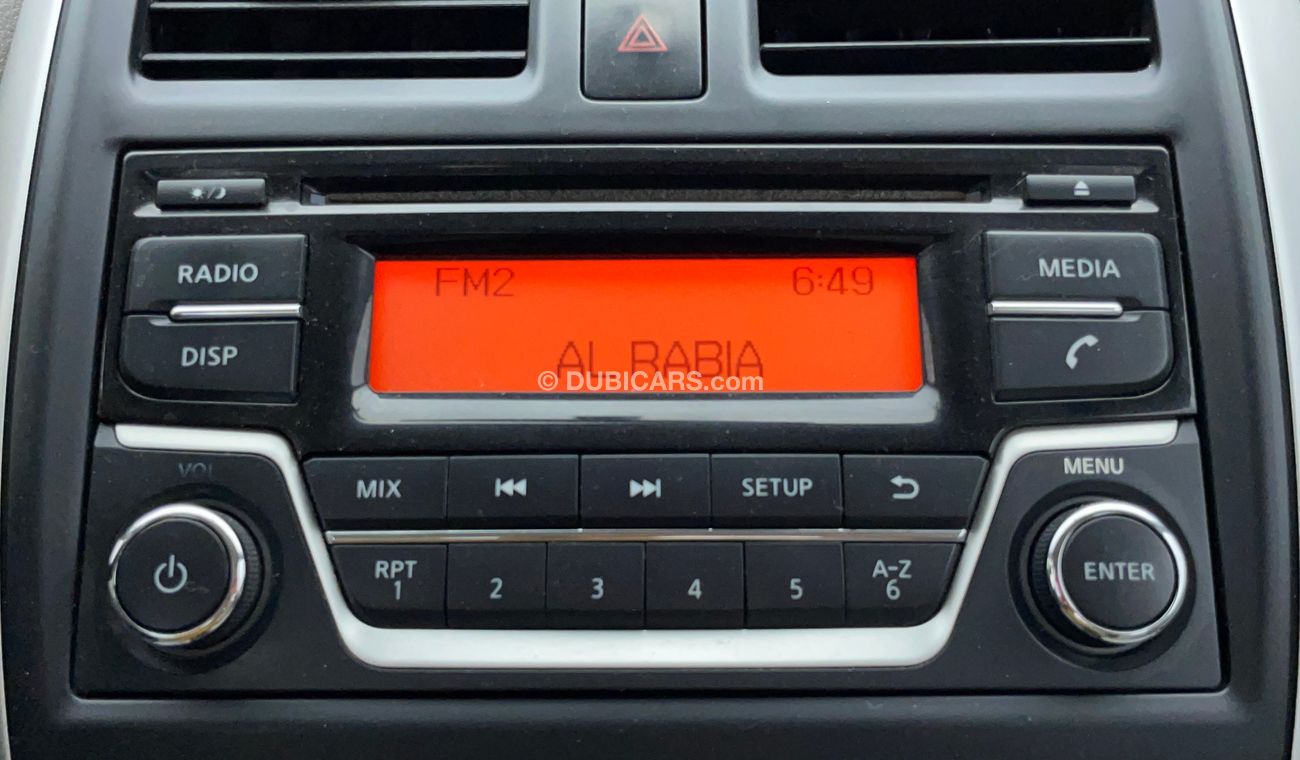 RADIO
FM2 6:49
MEDIA
DISP
AL RABIA
© DUBICARS.com
VOL
MIX
SETUP
MENU
RPT
1
2
3
4
5
A-Z
6
ENTER